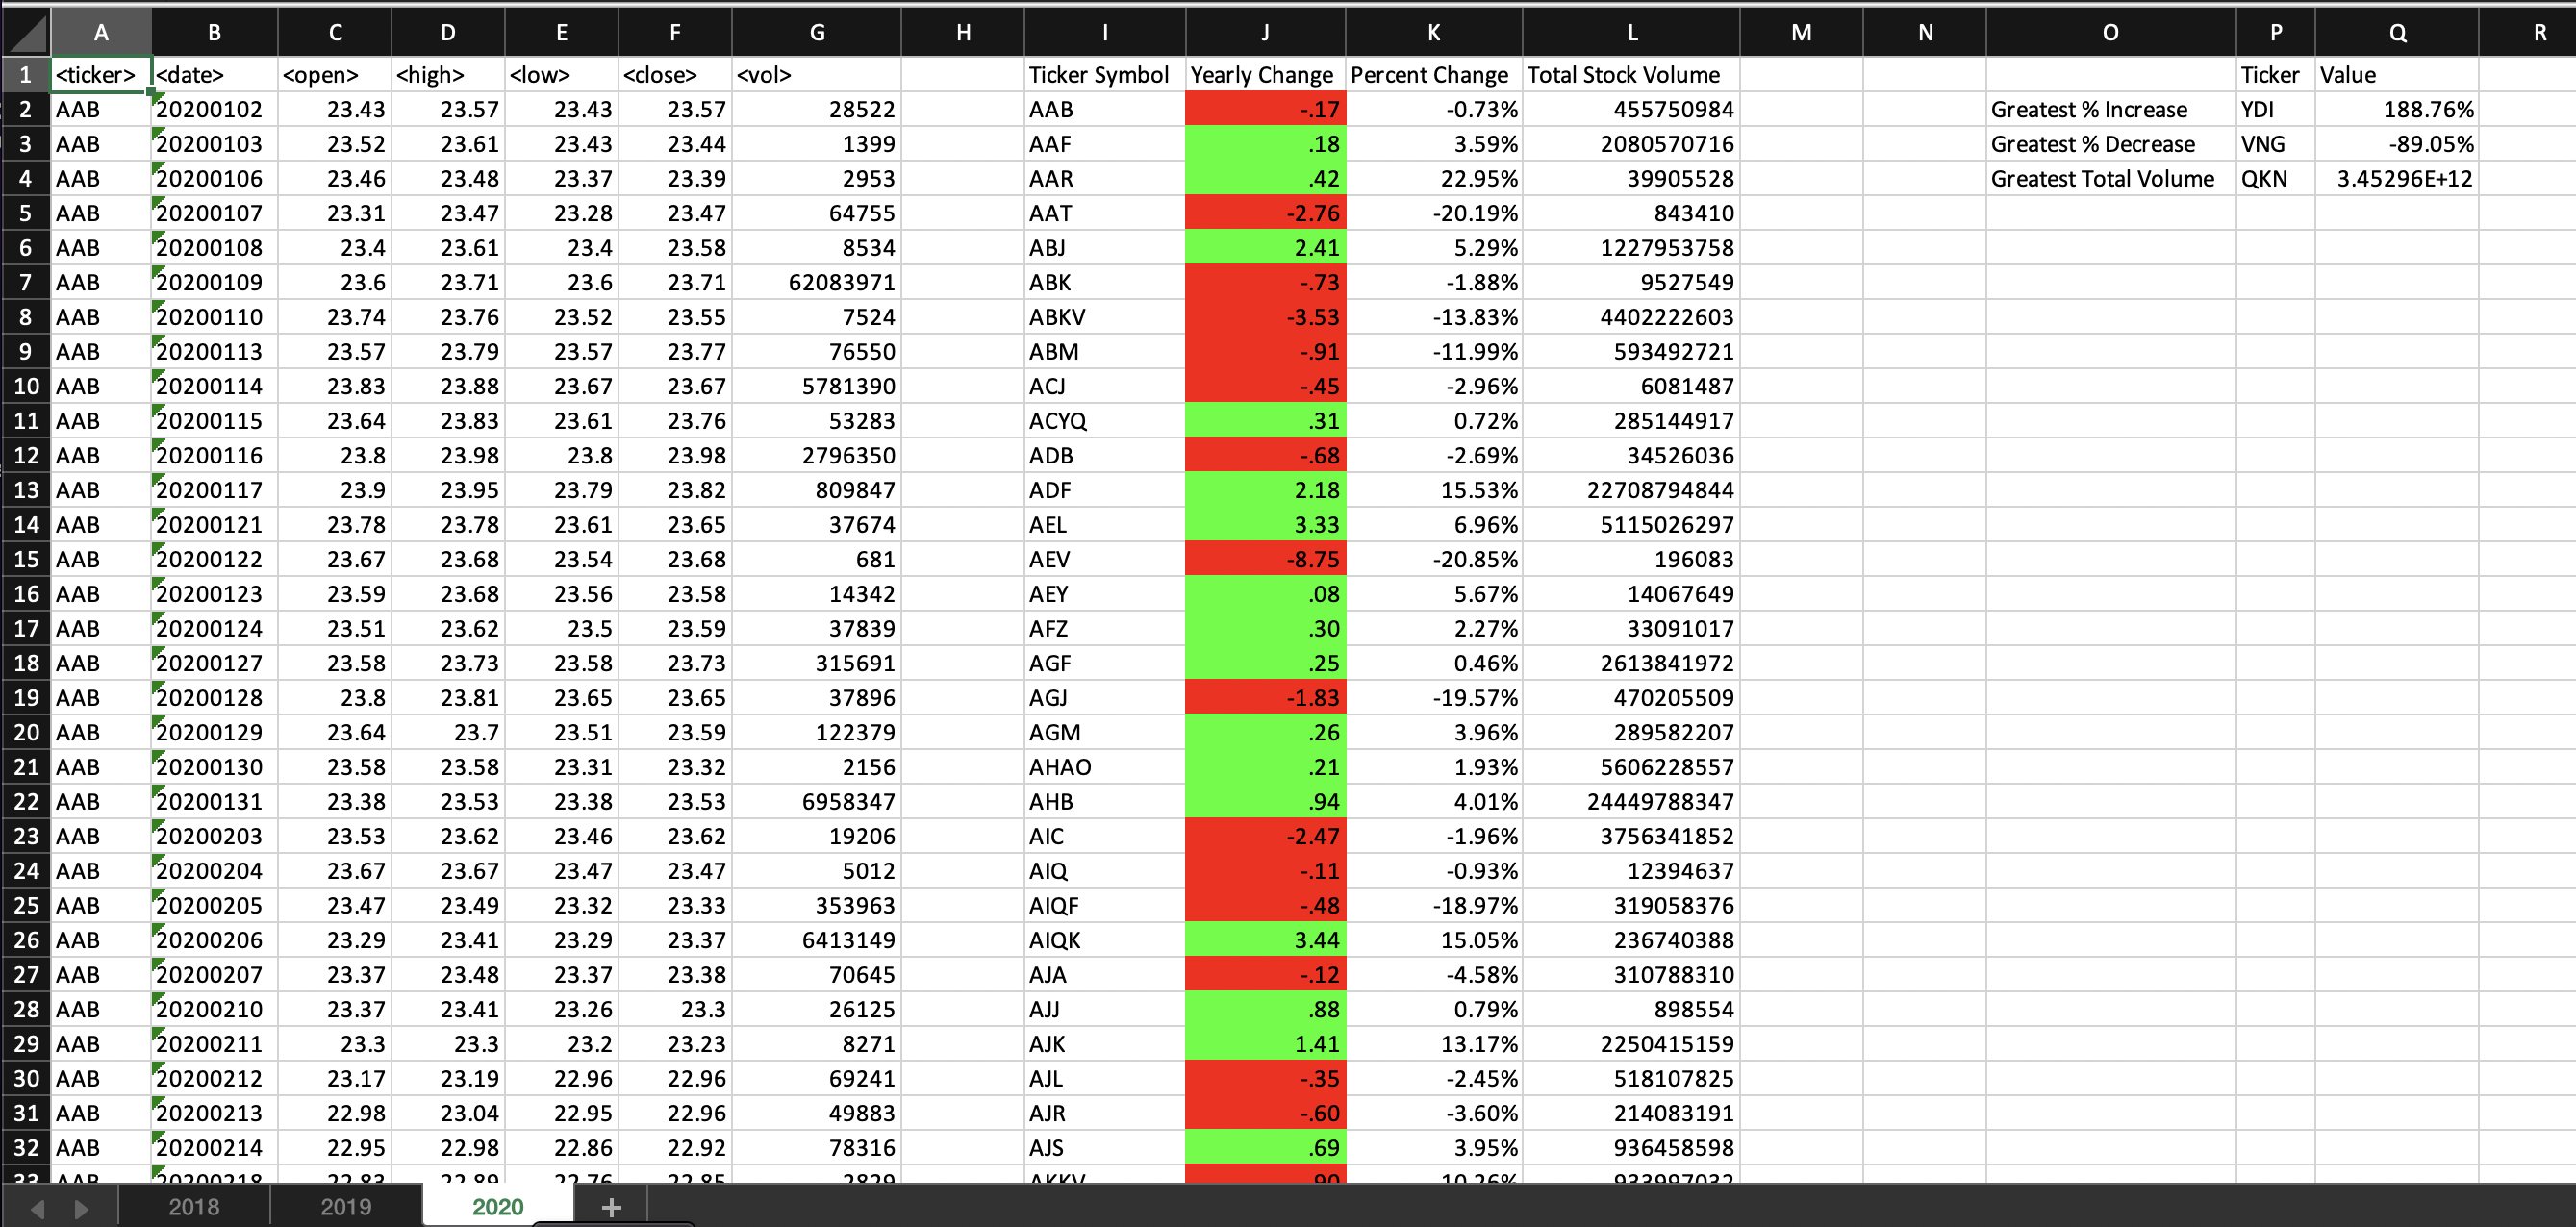 A B C D E F G H I J K L M N O P Q R
1 <ticker> <date> <open> <high> <low> <close> <vol> Ticker Symbol Yearly Change Percent Change Total Stock Volume Ticker Value
2 AAB 20200102 23.43 23.57 23.43 23.57 28522 AAB -.17 -0.73% 455750984 Greatest % Increase YDI 188.76%
3 AAB 20200103 23.52 23.61 23.43 23.44 1399 AAF .18 3.59% 2080570716 Greatest % Decrease VNG -89.05%
4 AAB 20200106 23.46 23.48 23.37 23.39 2953 AAR .42 22.95% 39905528 Greatest Total Volume QKN 3.45296E+12
5 AAB 20200107 23.31 23.47 23.28 23.47 64755 AAT -2.76 -20.19% 843410
6 AAB 20200108 23.4 23.61 23.4 23.58 8534 ABJ 2.41 5.29% 1227953758
7 AAB 20200109 23.6 23.71 23.6 23.71 62083971 ABK -.73 -1.88% 9527549
8 AAB 20200110 23.74 23.76 23.52 23.55 7524 ABKV -3.53 -13.83% 4402222603
9 AAB 20200113 23.57 23.79 23.57 23.77 76550 ABM -.91 -11.99% 593492721
10 AAB 20200114 23.83 23.88 23.67 23.67 5781390 ACJ -.45 -2.96% 6081487
11 AAB 20200115 23.64 23.83 23.61 23.76 53283 ACYQ .31 0.72% 285144917
12 AAB 20200116 23.8 23.98 23.8 23.98 2796350 ADB -.68 -2.69% 34526036
13 AAB 20200117 23.9 23.95 23.79 23.82 809847 ADF 2.18 15.53% 22708794844
14 AAB 20200121 23.78 23.78 23.61 23.65 37674 AEL 3.33 6.96% 5115026297
15 AAB 20200122 23.67 23.68 23.54 23.68 681 AEV -8.75 -20.85% 196083
16 AAB 20200123 23.59 23.68 23.56 23.58 14342 AEY .08 5.67% 14067649
17 AAB 20200124 23.51 23.62 23.5 23.59 37839 AFZ .30 2.27% 33091017
18 AAB 20200127 23.58 23.73 23.58 23.73 315691 AGF .25 0.46% 2613841972
19 AAB 20200128 23.8 23.81 23.65 23.65 37896 AGJ -1.83 -19.57% 470205509
20 AAB 20200129 23.64 23.7 23.51 23.59 122379 AGM .26 3.96% 289582207
21 AAB 20200130 23.58 23.58 23.31 23.32 2156 AHAO .21 1.93% 5606228557
22 AAB 20200131 23.38 23.53 23.38 23.53 6958347 AHB .94 4.01% 24449788347
23 AAB 20200203 23.53 23.62 23.46 23.62 19206 AIC -2.47 -1.96% 3756341852
24 AAB 20200204 23.67 23.67 23.47 23.47 5012 AIQ -.11 -0.93% 12394637
25 AAB 20200205 23.47 23.49 23.32 23.33 353963 AIQF -.48 -18.97% 319058376
26 AAB 20200206 23.29 23.41 23.29 23.37 6413149 AIQK 3.44 15.05% 236740388
27 AAB 20200207 23.37 23.48 23.37 23.38 70645 AJA -.12 -4.58% 310788310
28 AAB 20200210 23.37 23.41 23.26 23.3 26125 AJJ .88 0.79% 898554
29 AAB 20200211 23.3 23.3 23.2 23.23 8271 AJK 1.41 13.17% 2250415159
30 AAB 20200212 23.17 23.19 22.96 22.96 69241 AJL -.35 -2.45% 518107825
31 AAB 20200213 22.98 23.04 22.95 22.96 49883 AJR -.60 -3.60% 214083191
32 AAB 20200214 22.95 22.98 22.86 22.92 78316 AJS .69 3.95% 936458598
33 AAB 20200218
2018 2019 2020 +